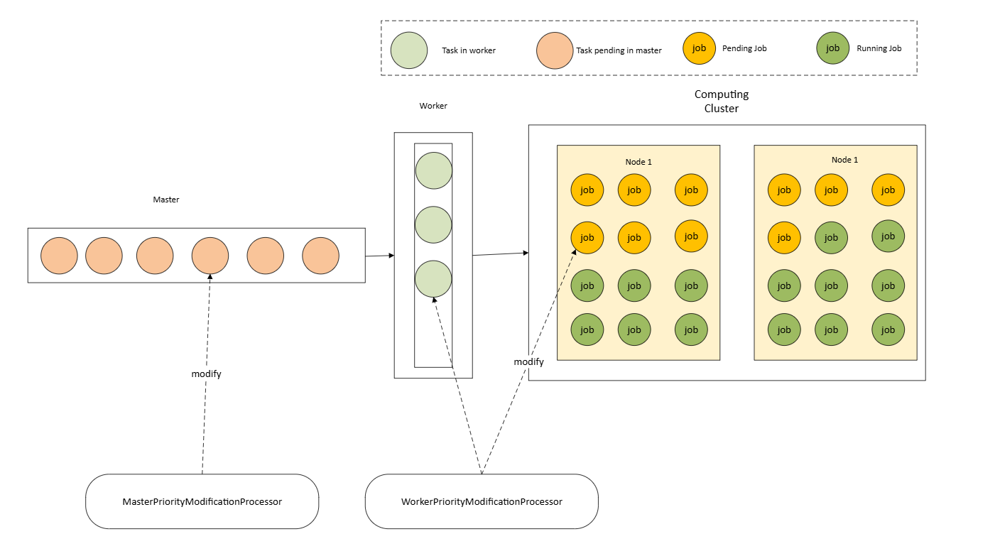 Task in worker
Task pending in master
job
Pending Job
job
Running Job
Computing
Cluster
Worker
Master
Node 1
job job job
job job job
job job job
job job job
Node 1
job job job
job job job
job job job
job job job
modify
modify
MasterPriorityModificationProcessor
WorkerPriorityModificationProcessor